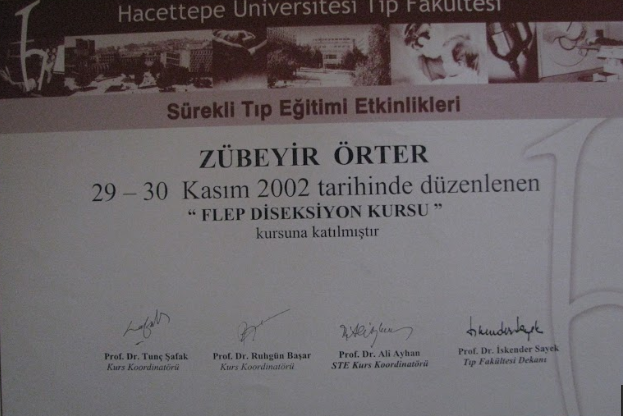 Hacettepe Üniversitesi Tıp Fakültesi
Sürekli Tıp Eğitimi Etkinlikleri
ZÜBEYİR ÖRTER
29 – 30 Kasım 2002 tarihinde düzenlenen
“ FLEP DİSEKSİYON KURSU ”
kursuna katılmıştır
Prof. Dr. Tunç Şafak
Kurs Koordinatörü
Prof. Dr. Ruhgün Başar
Kurs Koordinatörü
Prof. Dr. Ali Ayhan
STE Kurs Koordinatörü
Prof. Dr. İskender Sayek
Tıp Fakültesi Dekanı